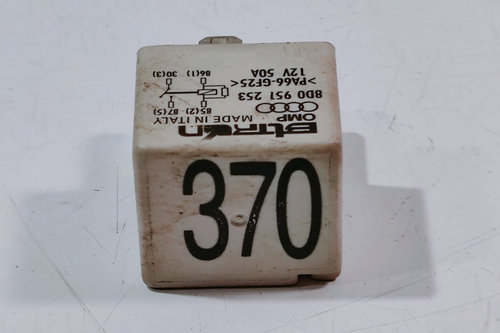 Bitron
MADE IN ITALY
OMP
8D0 951 253
>PA66-GF25<
12V 50A
85(2) 87(5)
86(1) 30(3)
370